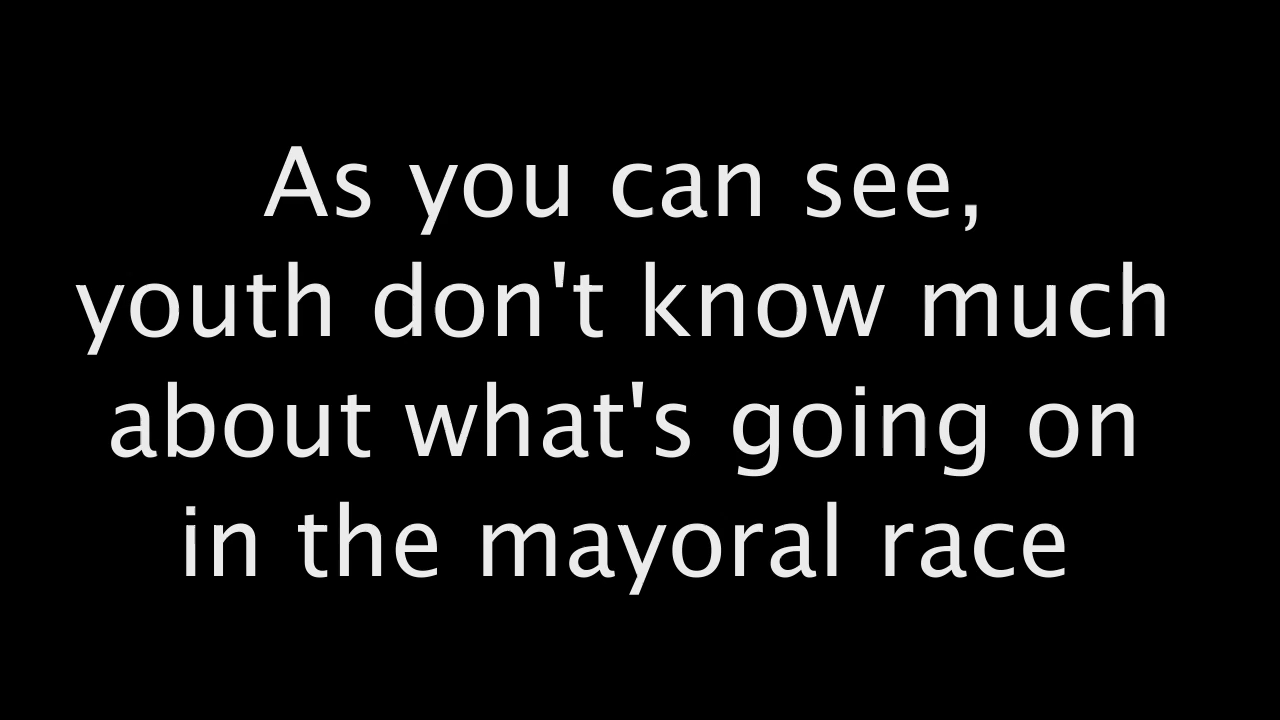 As you can see,
youth don't know much
about what's going on
in the mayoral race